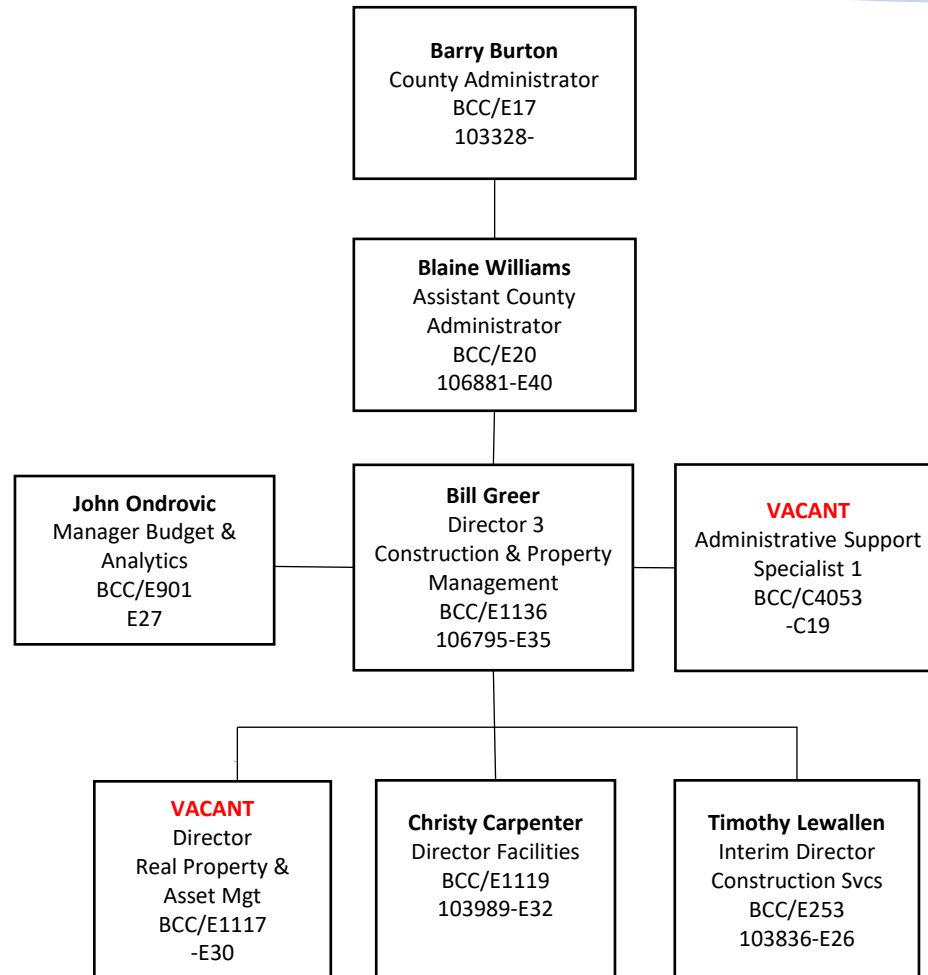 Barry Burton
County Administrator
BCC/E17
103328-
Blaine Williams
Assistant County
Administrator
BCC/E20
106881-E40
John Ondrovic
Manager Budget &
Analytics
BCC/E901
E27
Bill Greer
Director 3
Construction & Property
Management
BCC/E1136
106795-E35
VACANT
Administrative Support
Specialist 1
BCC/C4053
-C19
VACANT
Director
Real Property &
Asset Mgt
BCC/E1117
-E30
Christy Carpenter
Director Facilities
BCC/E1119
103989-E32
Timothy Lewallen
Interim Director
Construction Svcs
BCC/E253
103836-E26